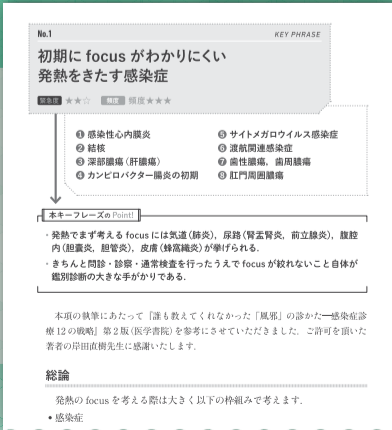 No.1
KEY PHRASE
初期に focus がわかりにくい
発熱をきたす感染症
緊急度 ★★☆ 頻度 頻度★★★
❶ 感染性心内膜炎
❷ 結核
❸ 深部膿瘍（肝膿瘍）
❹ カンピロバクター腸炎の初期
❺ サイトメガロウイルス感染症
❻ 渡航関連感染症
❼ 歯性膿瘍，歯周膿瘍
❽ 肛門周囲膿瘍
本キーフレーズの Point!
・発熱でまず考える focus には気道（肺炎），尿路（腎盂腎炎，前立腺炎），腹腔
内（胆囊炎，胆管炎），皮膚（蜂窩織炎）が挙げられる．
・きちんと問診・診察・通常検査を行ったうえで focus が絞れないこと自体が
鑑別診断の大きな手がかりである．
本項の執筆にあたって『誰も教えてくれなかった「風邪」の診かた―感染症診
療 12 の戦略』第 2 版（医学書院）を参考にさせていただきました．ご許可を頂いた
著者の岸田直樹先生に感謝いたします．
総論
発熱の focus を考える際は大きく以下の枠組みで考えます．
• 感染症